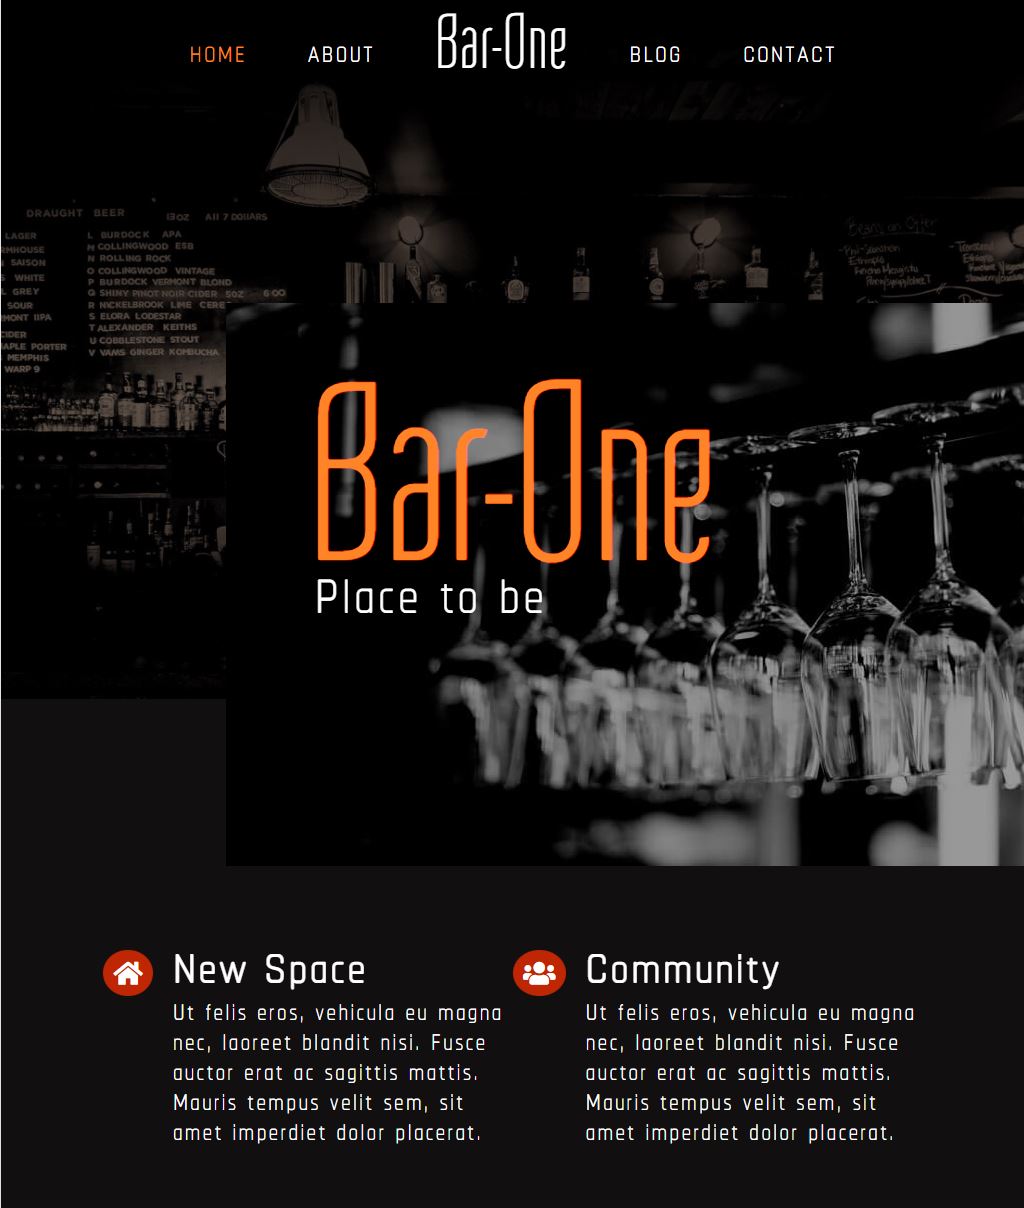 HOME ABOUT Bar-One BLOG CONTACT
DRAUGHT BEER 13oz All 7 Dollars
LAGER L BURDOCK APA
N COLLINGWOOD ESB
SAISON N ROLLING ROCK
WHITE O COLLINGWOOD VINTAGE
GREY P BURDOCK VERMONT BLOND
SOUR Q SHINY PINOT NOIR CIDER 5OZ 6.00
R NICKELBROOK LIME
S ELORA LODESTAR
CIDER T ALEXANDER KEITHS
PORTER U COBBLESTONE STOUT
MEMPHIS V VAMS GINGER KOMBUCHA
WARP 9
Beans on Offer
Ethiopia
Bar-One
Place to be
New Space
Ut felis eros, vehicula eu magna
nec, laoreet blandit nisi. Fusce
auctor erat ac sagittis mattis.
Mauris tempus velit sem, sit
amet imperdiet dolor placerat.
Community
Ut felis eros, vehicula eu magna
nec, laoreet blandit nisi. Fusce
auctor erat ac sagittis mattis.
Mauris tempus velit sem, sit
amet imperdiet dolor placerat.